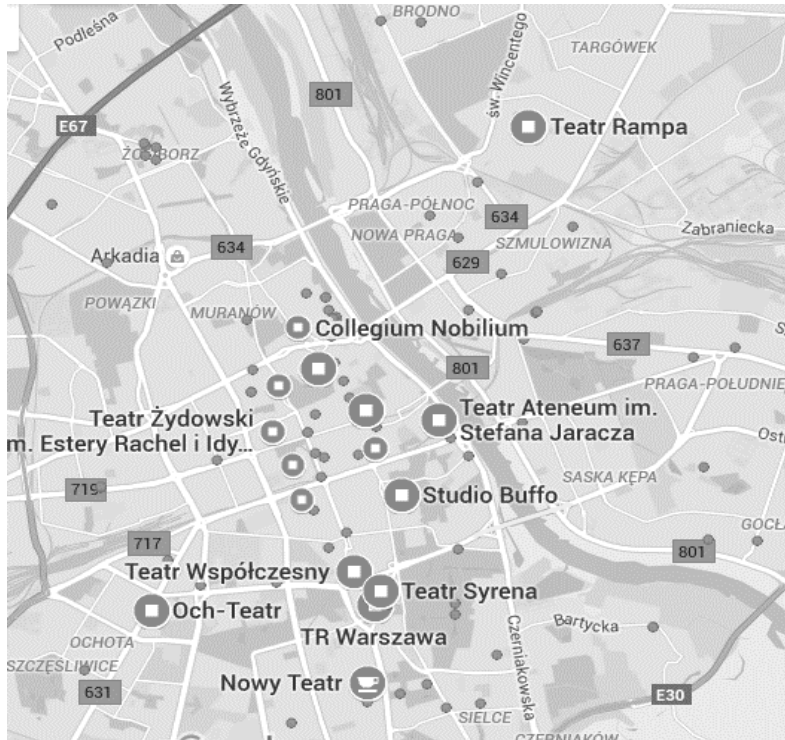 BRÓDNO
Podleśna
TARGÓWEK
św. Wincentego
801
Wybrzeże Gdyńskie
E67
Teatr Rampa
ŻOLIBORZ
PRAGA-PÓŁNOC
634
NOWA PRAGA
Zabraniecka
634
SZMULOWIZNA
Arkadia
629
POWĄZKI
MURANÓW
Collegium Nobilium
637
801
PRAGA-POŁUDNIE
Teatr Ateneum im.
Stefana Jaracza
Teatr Żydowski
m. Estery Rachel i Idy...
SASKA KĘPA
719
Studio Buffo
717
801
Teatr Współczesny
Teatr Syrena
Och-Teatr
Bartycka
TR Warszawa
Czerniakowska
OCHOTA
SZCZĘŚLIWICE
Nowy Teatr
631
E30
SIELCE
CZERNIAKÓW